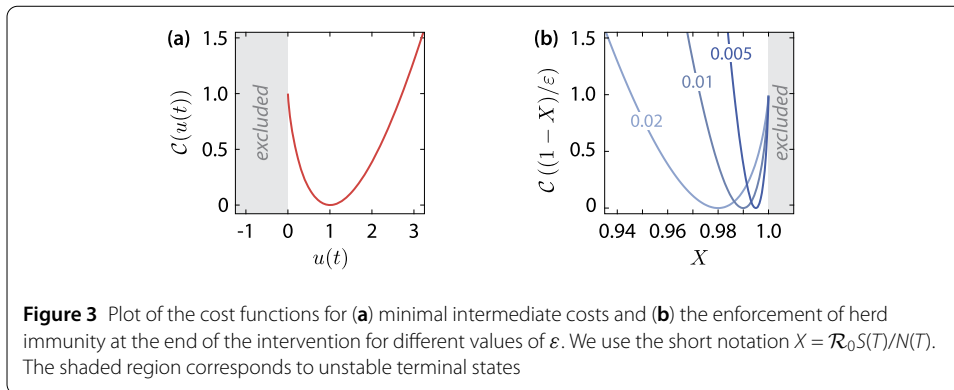 (a)
1.5
1.0
0.5
0
C(u(t))
excluded
-1 0 1 2 3
u(t)
(b)
1.5
1.0
0.5
0
C((1 − X)/ε)
0.005
0.01
0.02
excluded
0.94 0.96 0.98 1.0
X
Figure 3 Plot of the cost functions for (a) minimal intermediate costs and (b) the enforcement of herd
immunity at the end of the intervention for different values of ε. We use the short notation X = R₀S(T)/N(T).
The shaded region corresponds to unstable terminal states